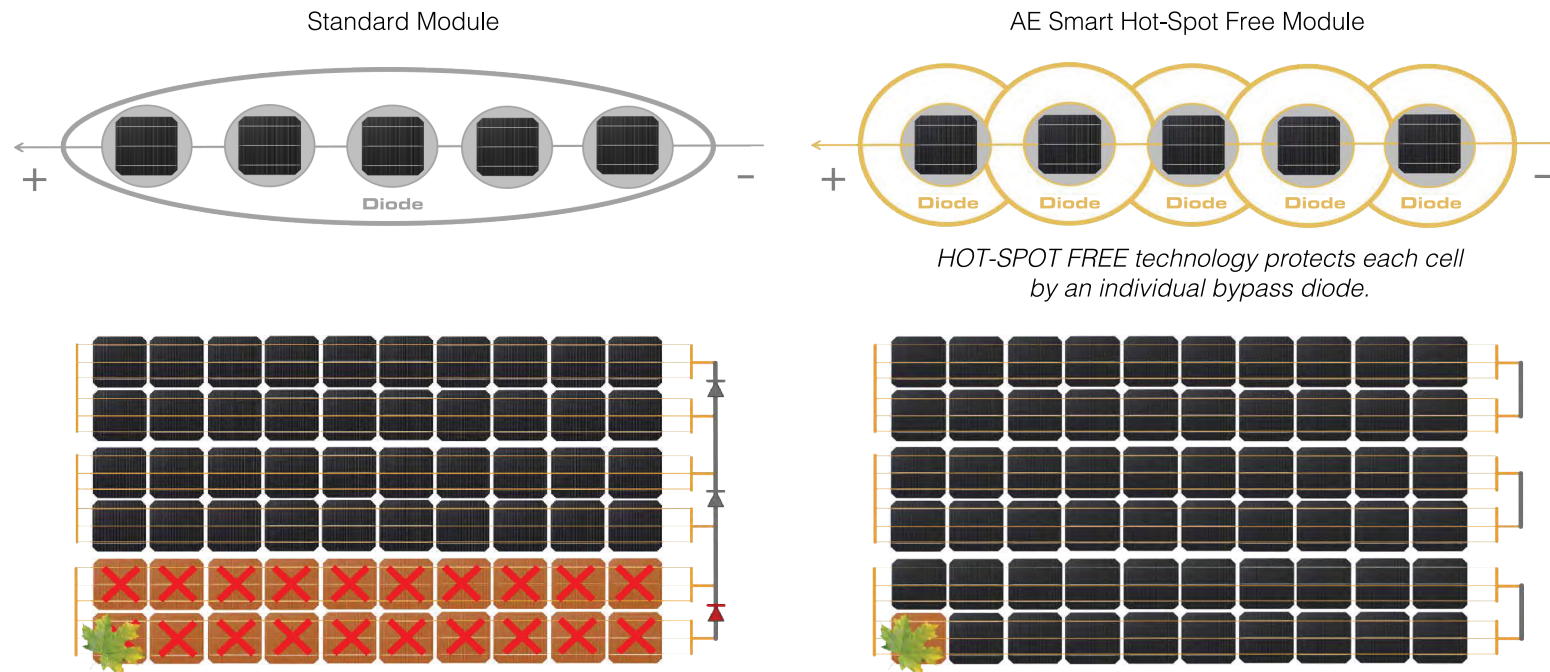 Standard Module
AE Smart Hot-Spot Free Module
+
–
Diode
+
–
Diode
Diode
Diode
Diode
Diode
HOT-SPOT FREE technology protects each cell
by an individual bypass diode.